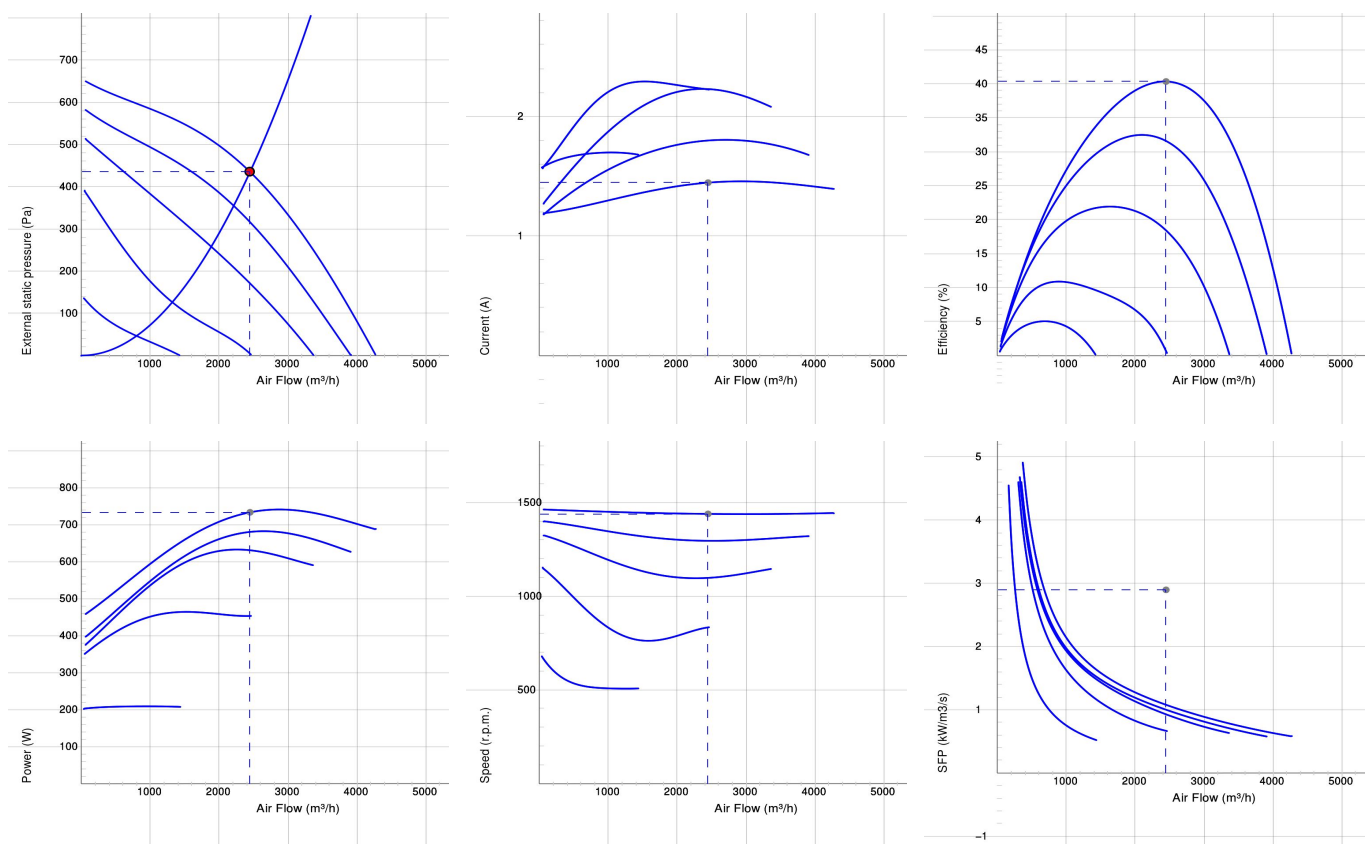 External static pressure (Pa)
700
600
500
400
300
200
100
1000 2000 3000 4000 5000
Air Flow (m³/h)
Current (A)
2
1
1000 2000 3000 4000 5000
Air Flow (m³/h)
Efficiency (%)
45
40
35
30
25
20
15
10
5
1000 2000 3000 4000 5000
Air Flow (m³/h)
Power (W)
800
700
600
500
400
300
200
100
1000 2000 3000 4000 5000
Air Flow (m³/h)
Speed (r.p.m.)
1500
1000
500
1000 2000 3000 4000 5000
Air Flow (m³/h)
SFP (kW/m3/s)
5
4
3
2
1
−1
1000 2000 3000 4000 5000
Air Flow (m³/h)